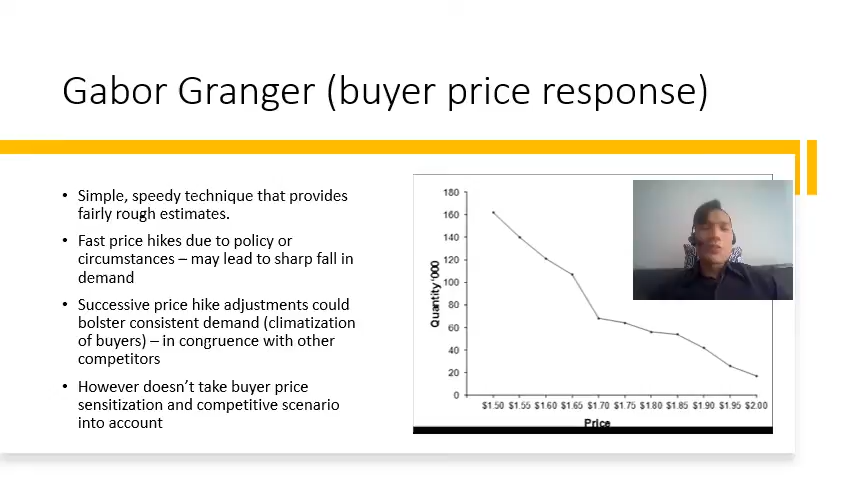 Gabor Granger (buyer price response)
• Simple, speedy technique that provides
fairly rough estimates.
• Fast price hikes due to policy or
circumstances – may lead to sharp fall in
demand
• Successive price hike adjustments could
bolster consistent demand (climatization
of buyers) – in congruence with other
competitors
• However doesn't take buyer price
sensitization and competitive scenario
into account
180
160
140
120
100
80
60
40
20
0
Quantity'000
$1.50 $1.55 $1.60 $1.65 $1.70 $1.75 $1.80 $1.85 $1.90 $1.95 $2.00
Price